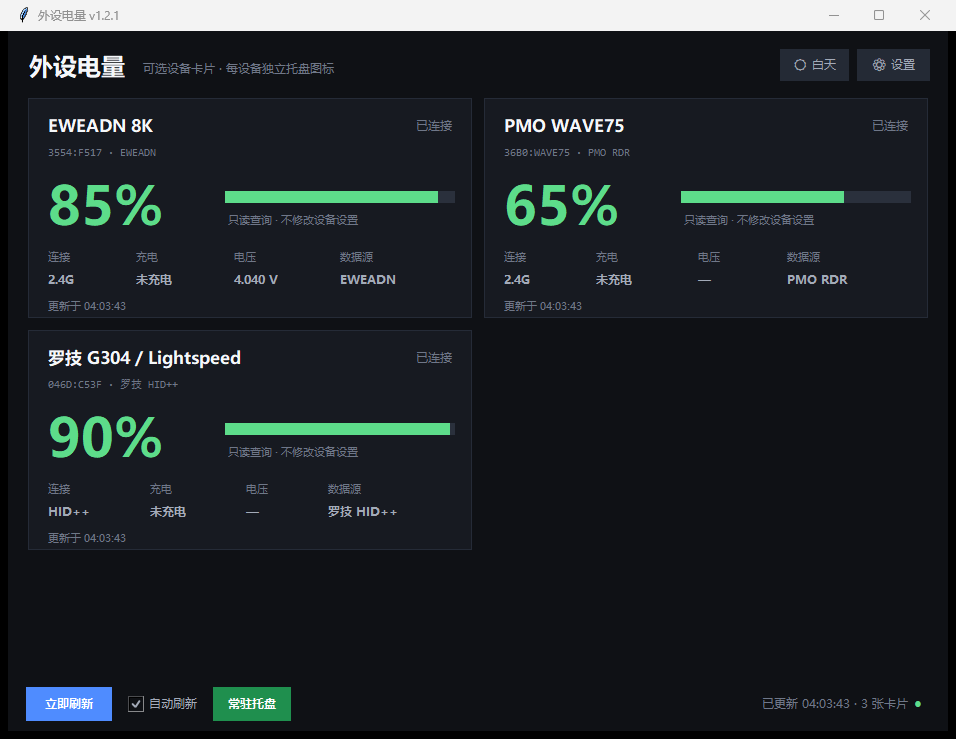 外设电量 v1.2.1
外设电量 可选设备卡片 · 每设备独立托盘图标 白天 设置
EWEADN 8K 已连接
3554:F517 · EWEADN
85%
只读查询 · 不修改设备设置
连接 充电 电压 数据源
2.4G 未充电 4.040 V EWEADN
更新于 04:03:43
PMO WAVE75 已连接
36B0:WAVE75 · PMO RDR
65%
只读查询 · 不修改设备设置
连接 充电 电压 数据源
2.4G 未充电 — PMO RDR
更新于 04:03:43
罗技 G304 / Lightspeed 已连接
046D:C53F · 罗技 HID++
90%
只读查询 · 不修改设备设置
连接 充电 电压 数据源
HID++ 未充电 — 罗技 HID++
更新于 04:03:43
立即刷新 自动刷新 常驻托盘 已更新 04:03:43 · 3 张卡片